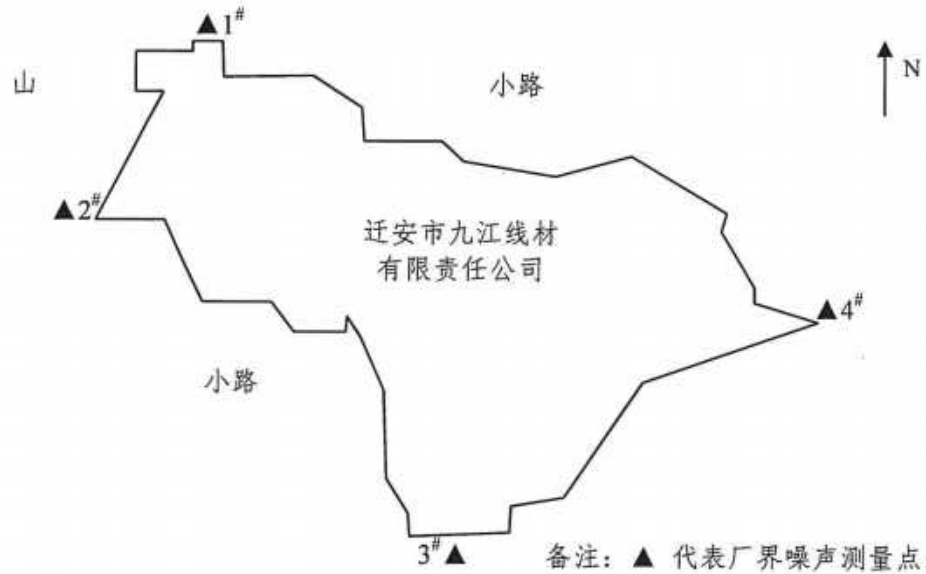 ▲1#
山
小路
N
▲2#
迁安市九江线材
有限责任公司
▲4#
小路
3#▲
备注：▲ 代表厂界噪声测量点